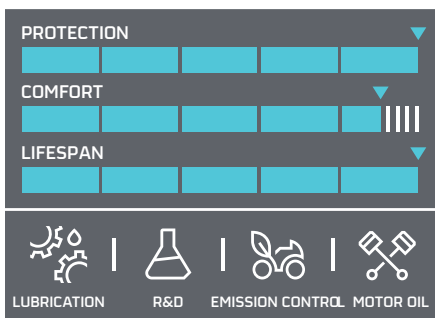 PROTECTION
COMFORT
LIFESPAN
LUBRICATION R&D EMISSION CONTROL MOTOR OIL